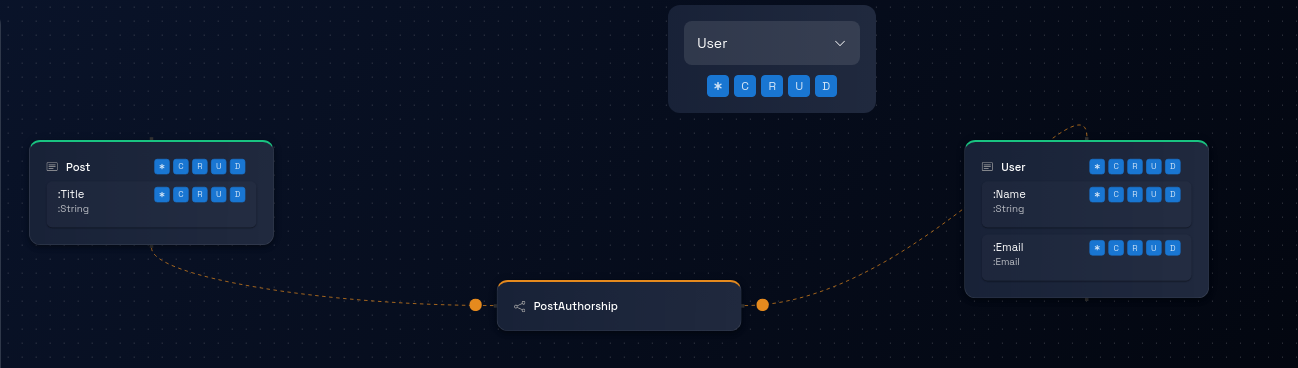 User
* C R U D
Post * C R U D
:Title * C R U D
:String
User * C R U D
:Name * C R U D
:String
:Email * C R U D
:Email
PostAuthorship